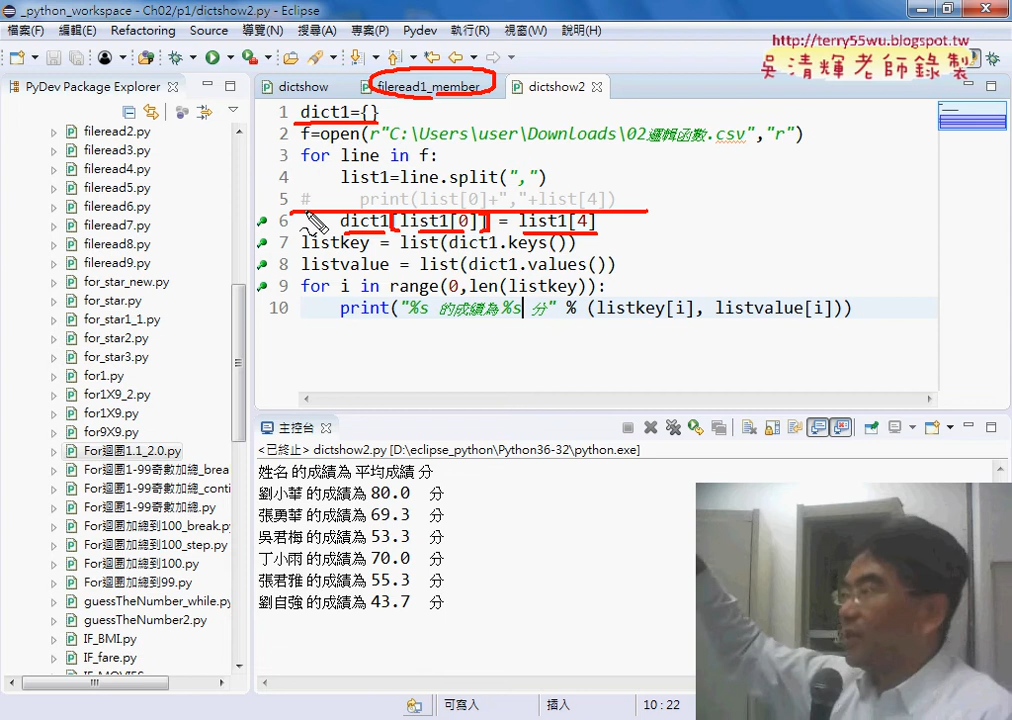 _python_workspace - Ch02/p1/dictshow2.py - Eclipse
檔案(F) 編輯(E) Refactoring Source 導覽(N) 搜尋(A) 專案(P) Pydev 執行(R) 視窗(W) 說明(H)
http://terry55wu.blogspot.tw
吳清輝老師錄製
PyDev Package Explorer
dictshow fileread1_member dictshow2
fileread2.py
fileread3.py
fileread4.py
fileread5.py
fileread6.py
fileread7.py
fileread8.py
fileread9.py
for_star_new.py
for_star.py
for_star1_1.py
for_star2.py
for_star3.py
for1.py
for1X9_2.py
for1X9.py
for9X9.py
For迴圈1.1_2.0.py
For迴圈1-99奇數加總_brea
For迴圈1-99奇數加總_conti
For迴圈1-99奇數加總.py
For迴圈加總到100_break.p
For迴圈加總到100_step.py
For迴圈加總到100.py
For迴圈加總到99.py
guessTheNumber_while.py
guessTheNumber2.py
IF_BMI.py
IF_fare.py
IF_MOVIES
1 dict1={}
2 f=open(r"C:\Users\user\Downloads\02邏輯函數.csv","r")
3 for line in f:
4 list1=line.split(",")
5 # print(list[0]+","+list[4])
6 dict1[list1[0]] = list1[4]
7 listkey = list(dict1.keys())
8 listvalue = list(dict1.values())
9 for i in range(0,len(listkey)):
10 print("%s 的成績為%s 分" % (listkey[i], listvalue[i]))
主控台
<已終止> dictshow2.py [D:\eclipse_python\Python36-32\python.exe]
姓名 的成績為 平均成績 分
劉小華 的成績為 80.0 分
張勇華 的成績為 69.3 分
吳君梅 的成績為 53.3 分
丁小雨 的成績為 70.0 分
張君雅 的成績為 55.3 分
劉自強 的成績為 43.7 分
可寫入 插入 10 : 22